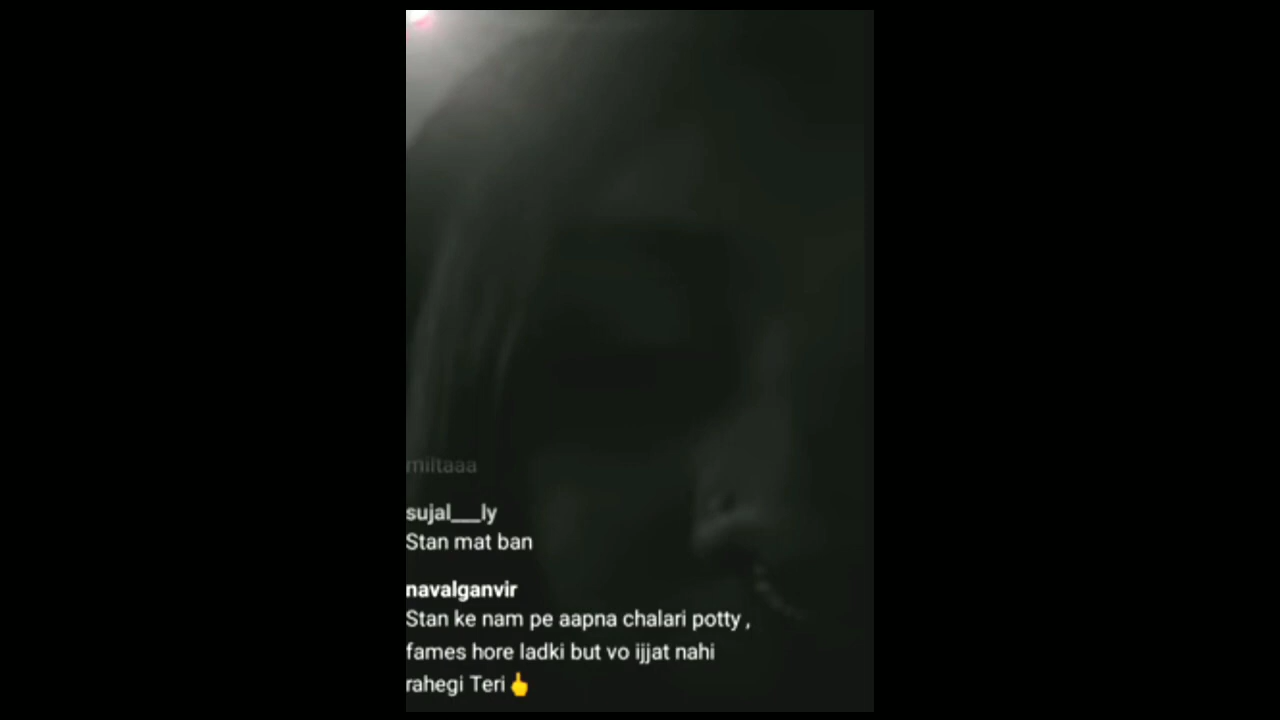 miltaaa
sujal___ly
Stan mat ban
navalganvir
Stan ke nam pe aapna chalari potty ,
fames hore ladki but vo ijjat nahi
rahegi Teri👆